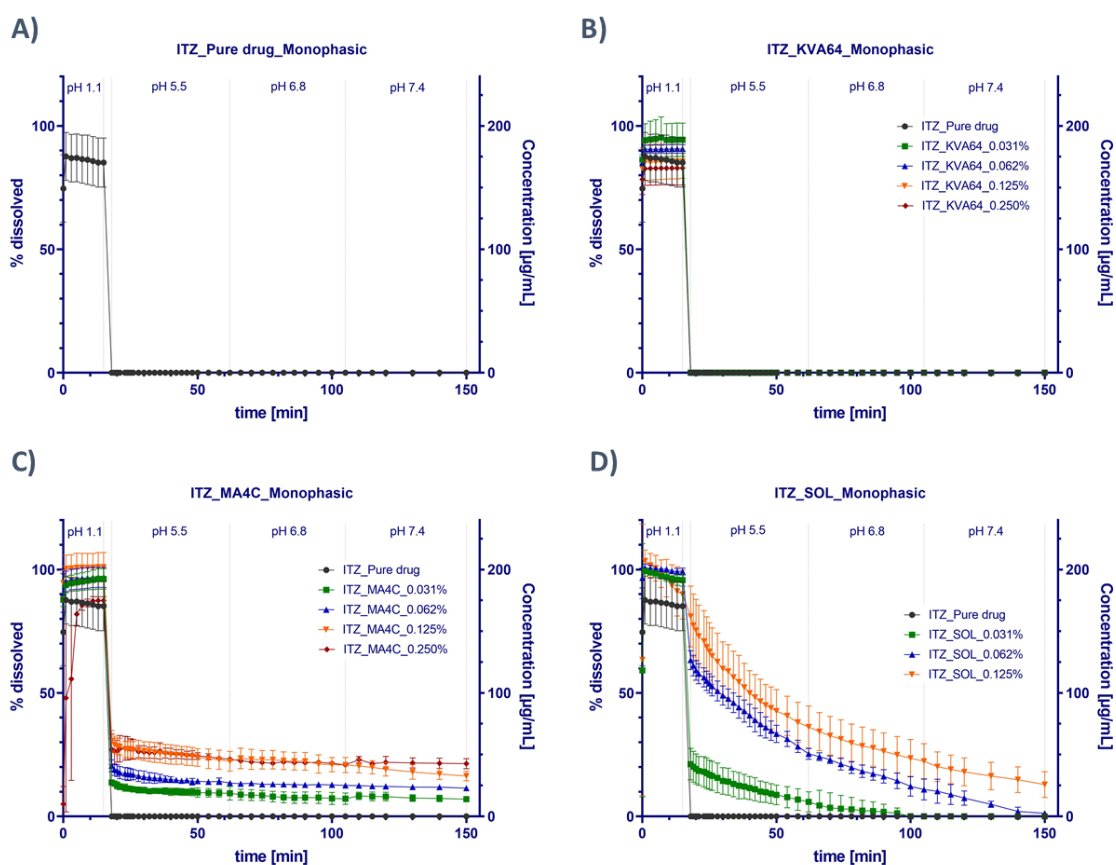 A)
ITZ_Pure drug_Monophasic
pH 1.1 pH 5.5 pH 6.8 pH 7.4
% dissolved
100
50
0
Concentration [µg/mL]
200
100
0
0 50 100 150
time [min]
B)
ITZ_KVA64_Monophasic
pH 1.1 pH 5.5 pH 6.8 pH 7.4
% dissolved
100
50
0
ITZ_Pure drug
ITZ_KVA64_0.031%
ITZ_KVA64_0.062%
ITZ_KVA64_0.125%
ITZ_KVA64_0.250%
Concentration [µg/mL]
200
100
0
0 50 100 150
time [min]
C)
ITZ_MA4C_Monophasic
pH 1.1 pH 5.5 pH 6.8 pH 7.4
% dissolved
100
50
0
ITZ_Pure drug
ITZ_MA4C_0.031%
ITZ_MA4C_0.062%
ITZ_MA4C_0.125%
ITZ_MA4C_0.250%
Concentration [µg/mL]
200
100
0
0 50 100 150
time [min]
D)
ITZ_SOL_Monophasic
pH 1.1 pH 5.5 pH 6.8 pH 7.4
% dissolved
100
50
0
ITZ_Pure drug
ITZ_SOL_0.031%
ITZ_SOL_0.062%
ITZ_SOL_0.125%
Concentration [µg/mL]
200
100
0
0 50 100 150
time [min]